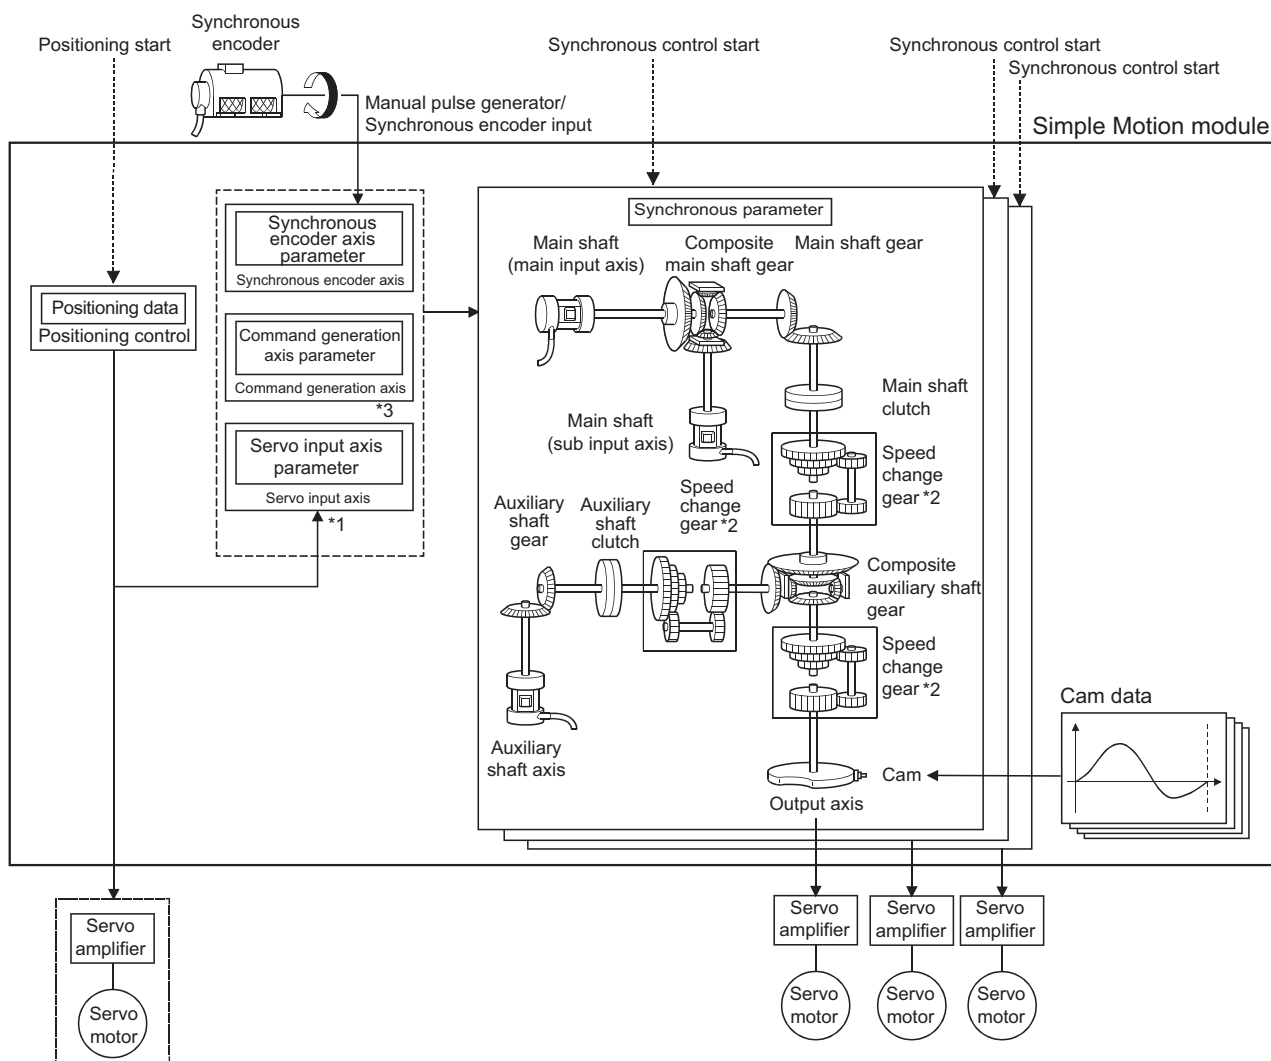 Synchronous
encoder
Positioning start
Synchronous control start
Synchronous control start
Synchronous control start
Manual pulse generator/
Synchronous encoder input
Simple Motion module
Synchronous
encoder axis
parameter
Synchronous encoder axis
Positioning data
Positioning control
Command generation
axis parameter
Command generation axis
*3
Servo input axis
parameter
Servo input axis
*1
Synchronous parameter
Main shaft
(main input axis)
Composite
main shaft gear
Main shaft gear
Main shaft
clutch
Main shaft
(sub input axis)
Speed
change
gear *2
Auxiliary
shaft
gear
Auxiliary
shaft
clutch
Speed
change
gear *2
Composite
auxiliary shaft
gear
Speed
change
gear *2
Auxiliary
shaft axis
Cam data
Cam
Output axis
Servo
amplifier
Servo
motor
Servo
amplifier
Servo
amplifier
Servo
amplifier
Servo
motor
Servo
motor
Servo
motor